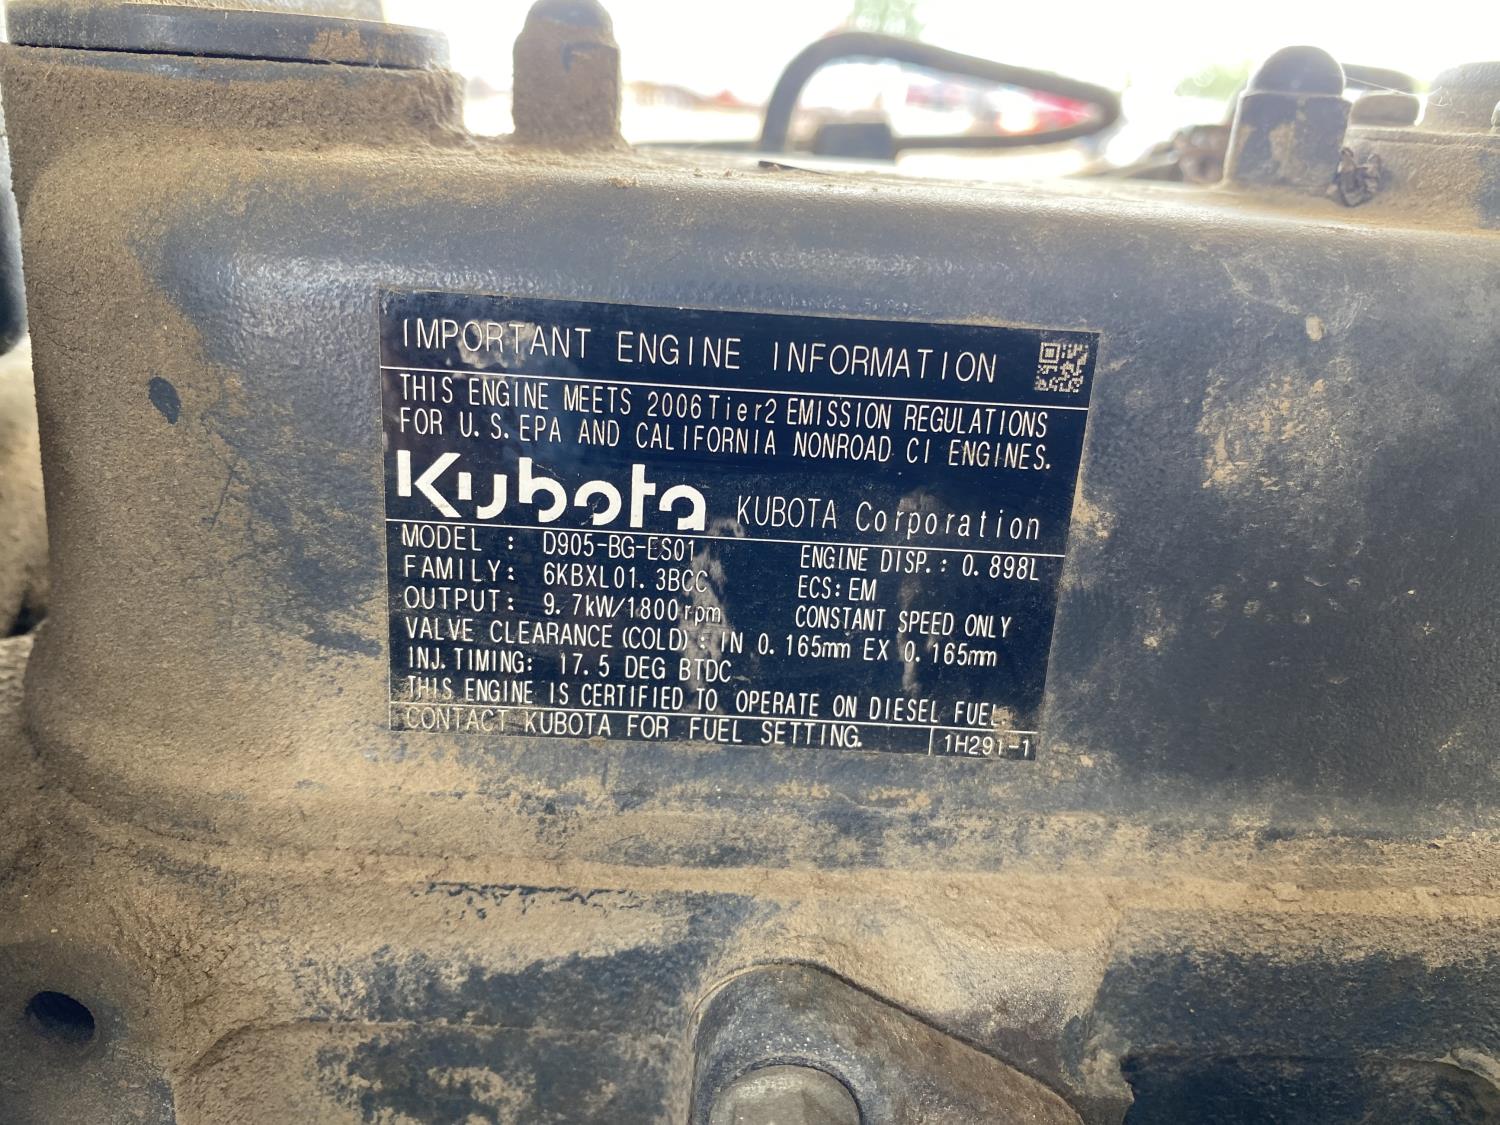 IMPORTANT ENGINE INFORMATION
THIS ENGINE MEETS 2006Tier2 EMISSION REGULATIONS
FOR U.S.EPA AND CALIFORNIA NONROAD CI ENGINES.
Kubota KUBOTA Corporation
MODEL : D905-BG-ES01 ENGINE DISP.: 0.898L
FAMILY: 6KBXL01.3BCC ECS:EM
OUTPUT: 9.7kW/1800rpm CONSTANT SPEED ONLY
VALVE CLEARANCE(COLD): IN 0.165mm EX 0.165mm
INJ.TIMING: 17.5 DEG BTDC
THIS ENGINE IS CERTIFIED TO OPERATE ON DIESEL FUEL.
CONTACT KUBOTA FOR FUEL SETTING. 1H291-1